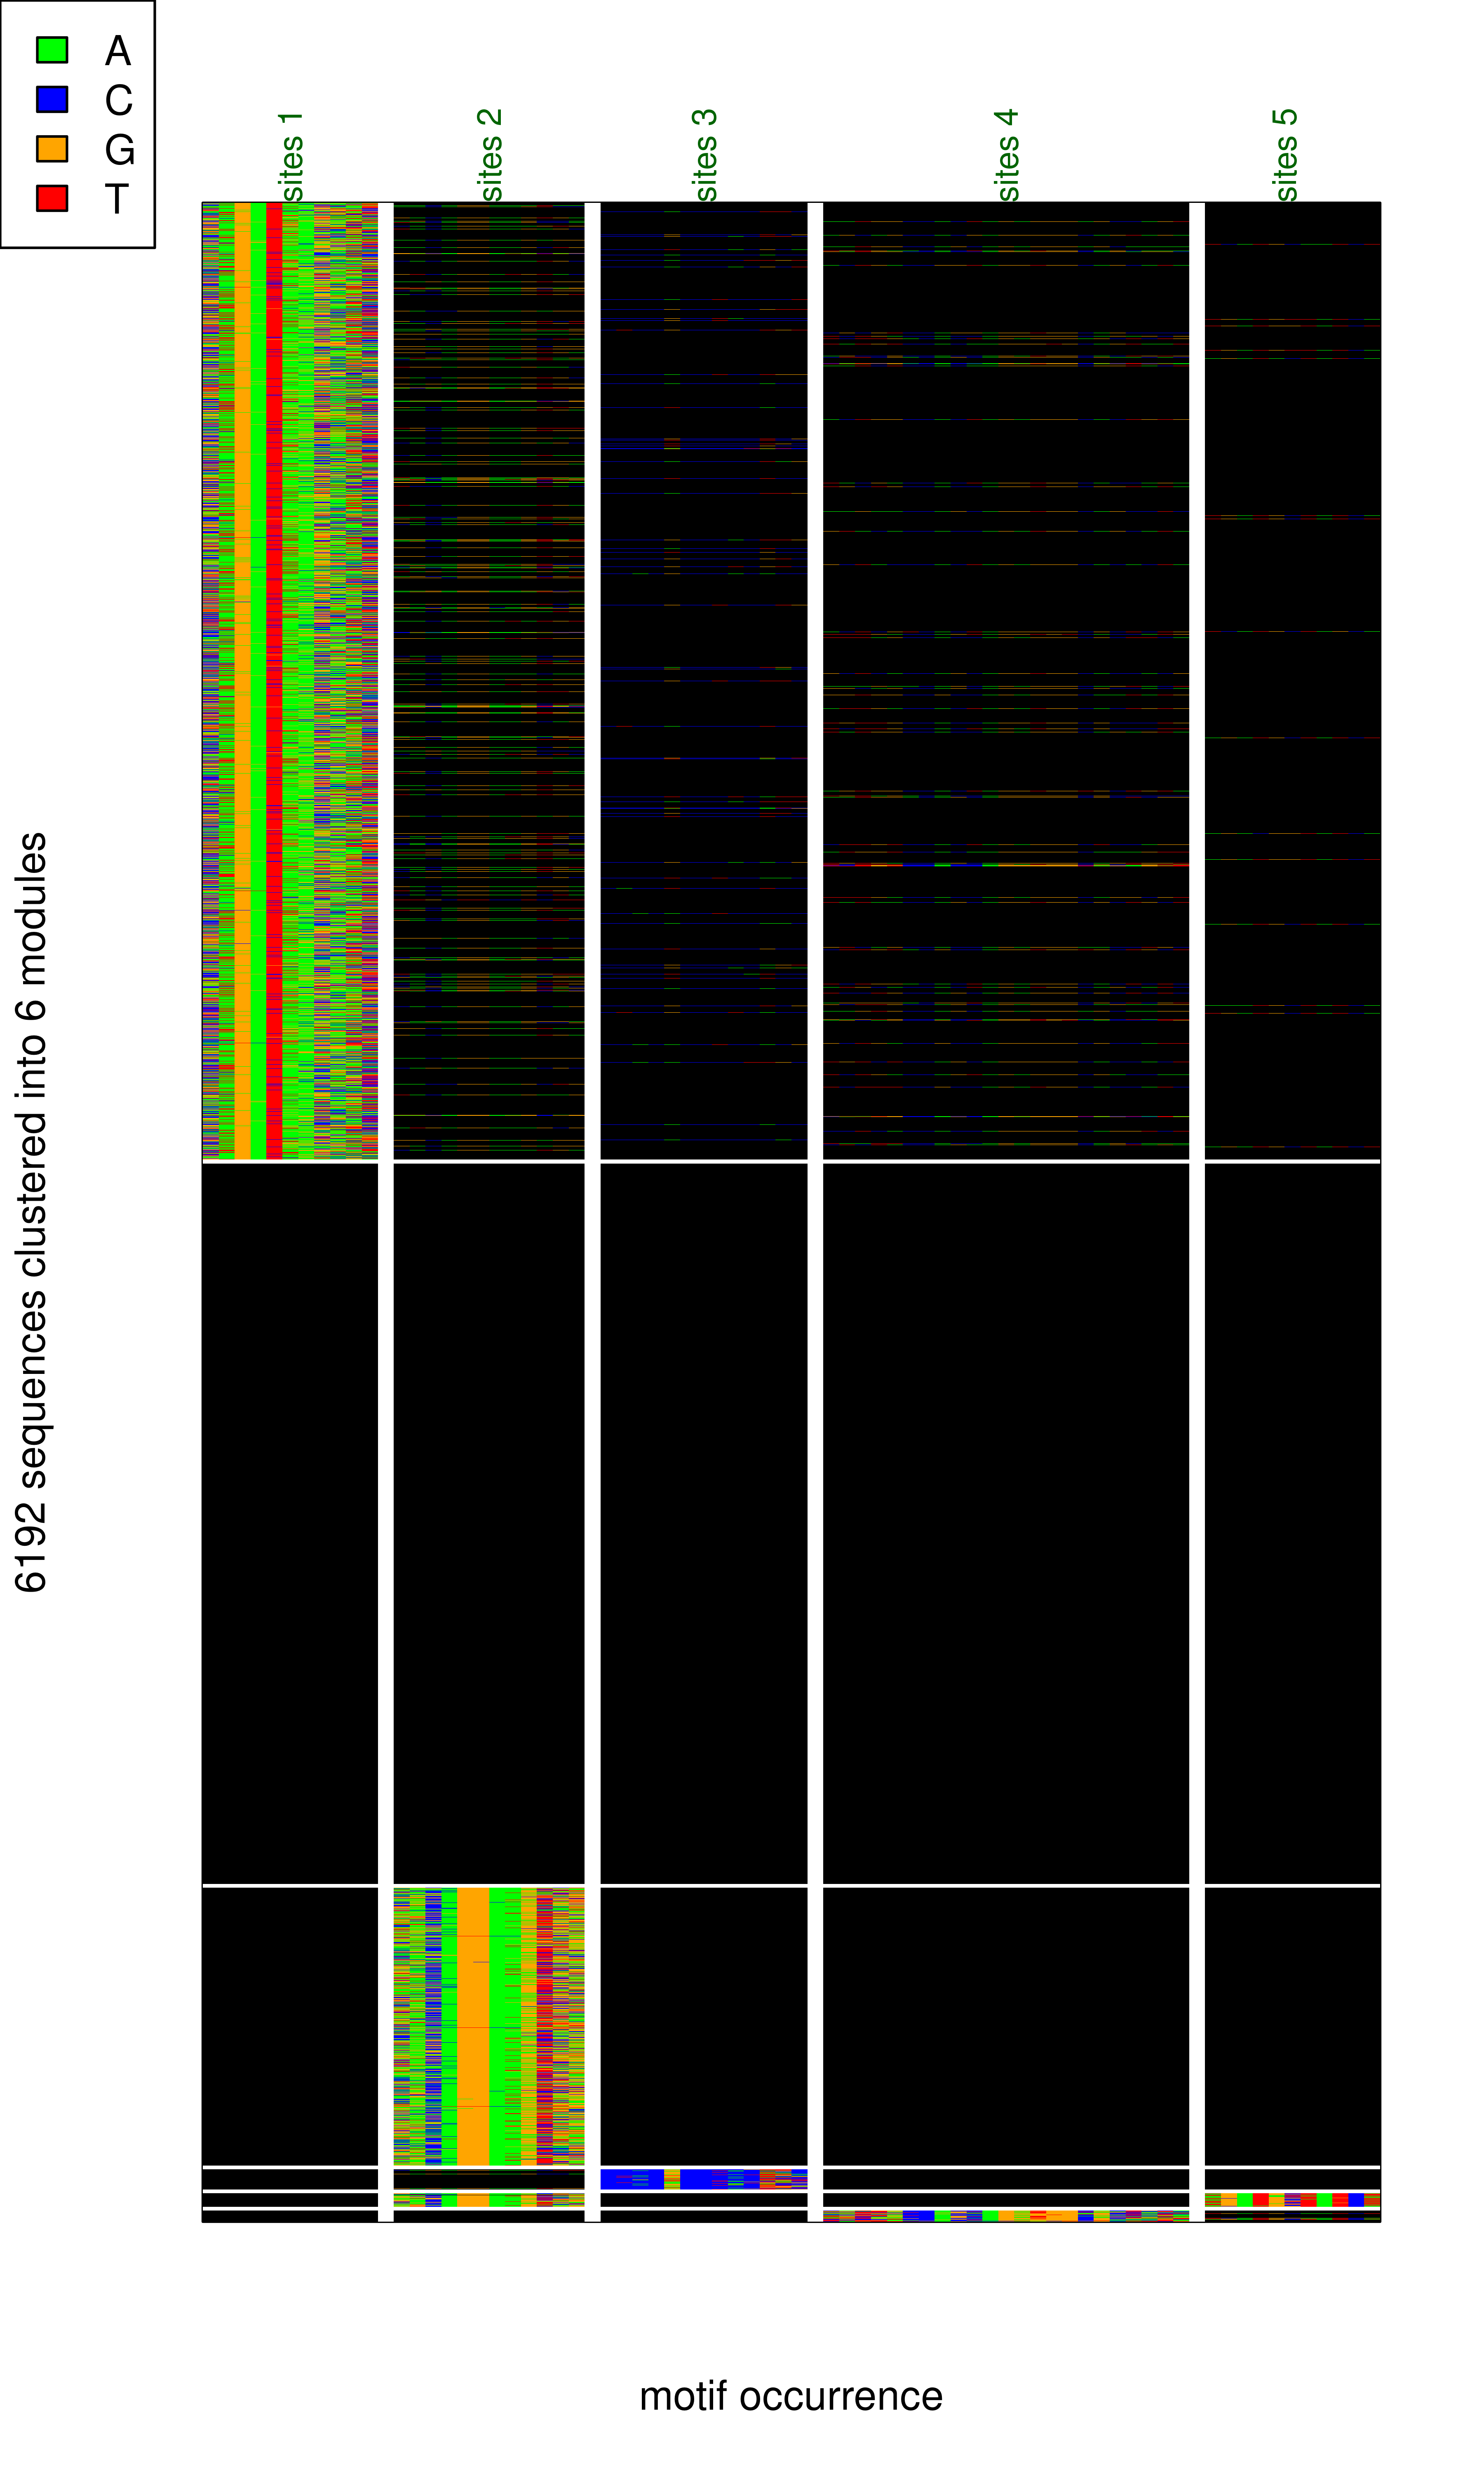 A
C
G
T
sites 1
sites 2
sites 3
sites 4
sites 5
6192 sequences clustered into 6 modules
motif occurrence